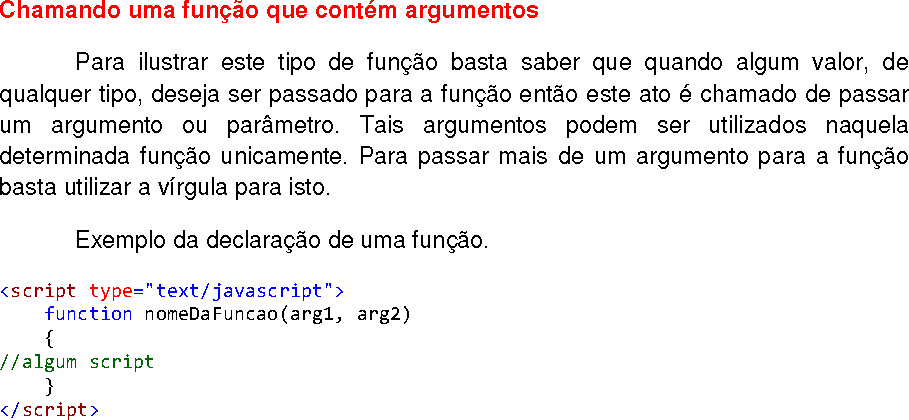 Chamando uma função que contém argumentos
Para ilustrar este tipo de função basta saber que quando algum valor, de
qualquer tipo, deseja ser passado para a função então este ato é chamado de passar
um argumento ou parâmetro. Tais argumentos podem ser utilizados naquela
determinada função unicamente. Para passar mais de um argumento para a função
basta utilizar a vírgula para isto.
Exemplo da declaração de uma função.
<script type="text/javascript">
    function nomeDaFuncao(arg1, arg2)
    {
//algum script
    }
</script>